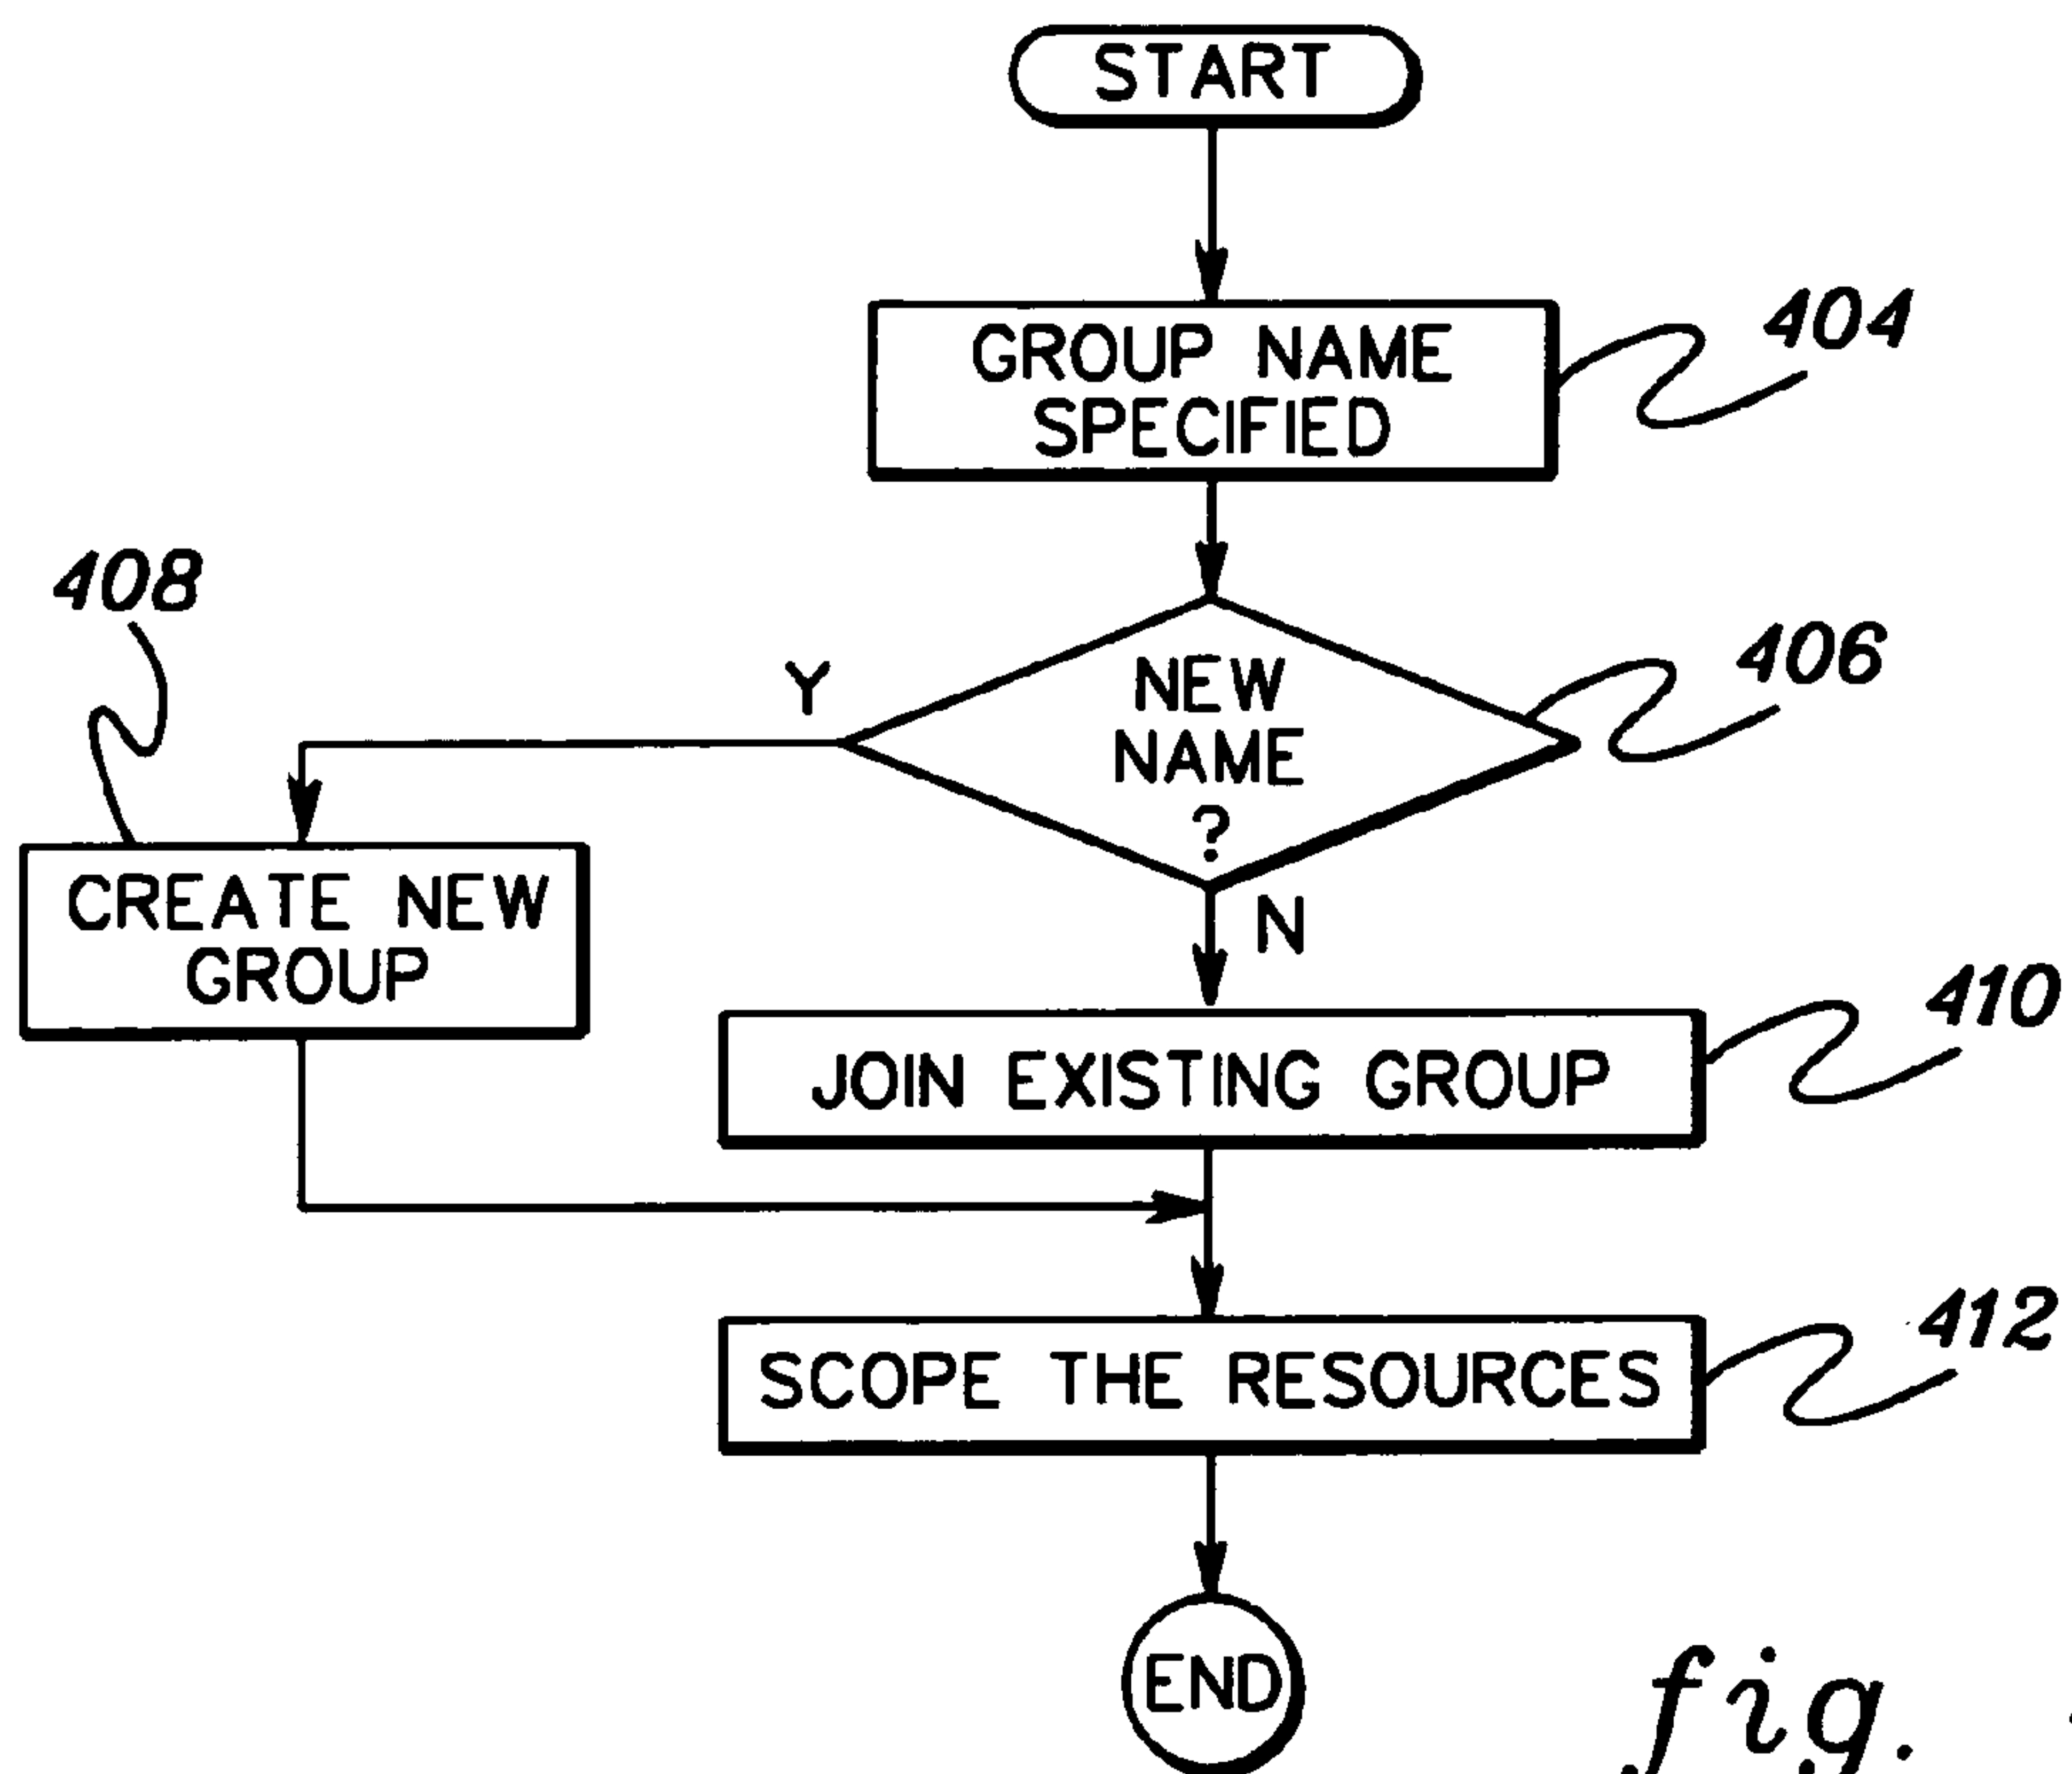 START
GROUP NAME
SPECIFIED
404
408
406
Y
NEW
NAME
?
N
CREATE NEW
GROUP
410
JOIN EXISTING GROUP
412
SCOPE THE RESOURCES
END
fig.